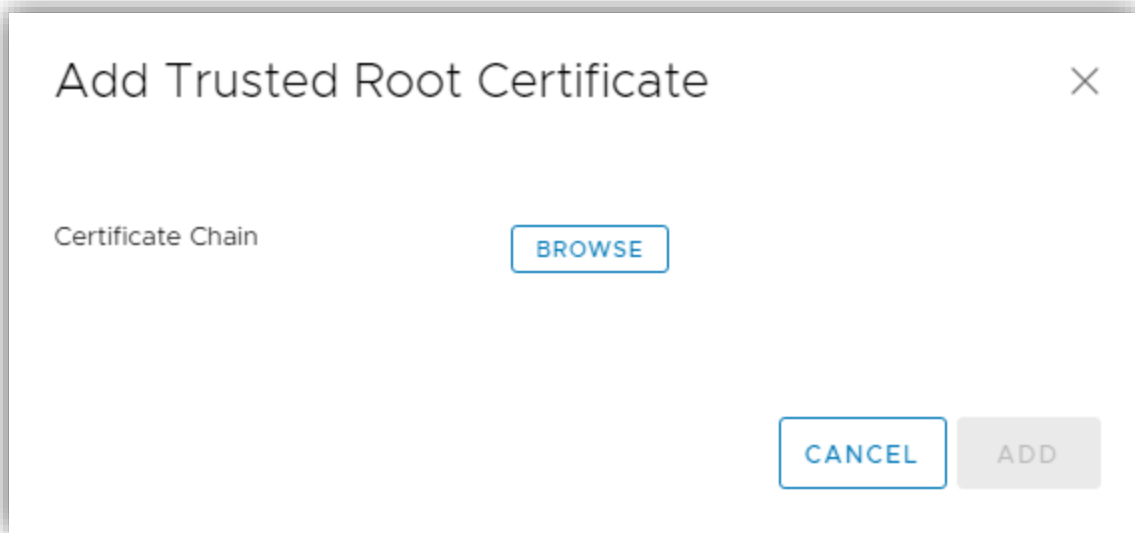 Add Trusted Root Certificate
Certificate Chain
BROWSE
CANCEL
ADD